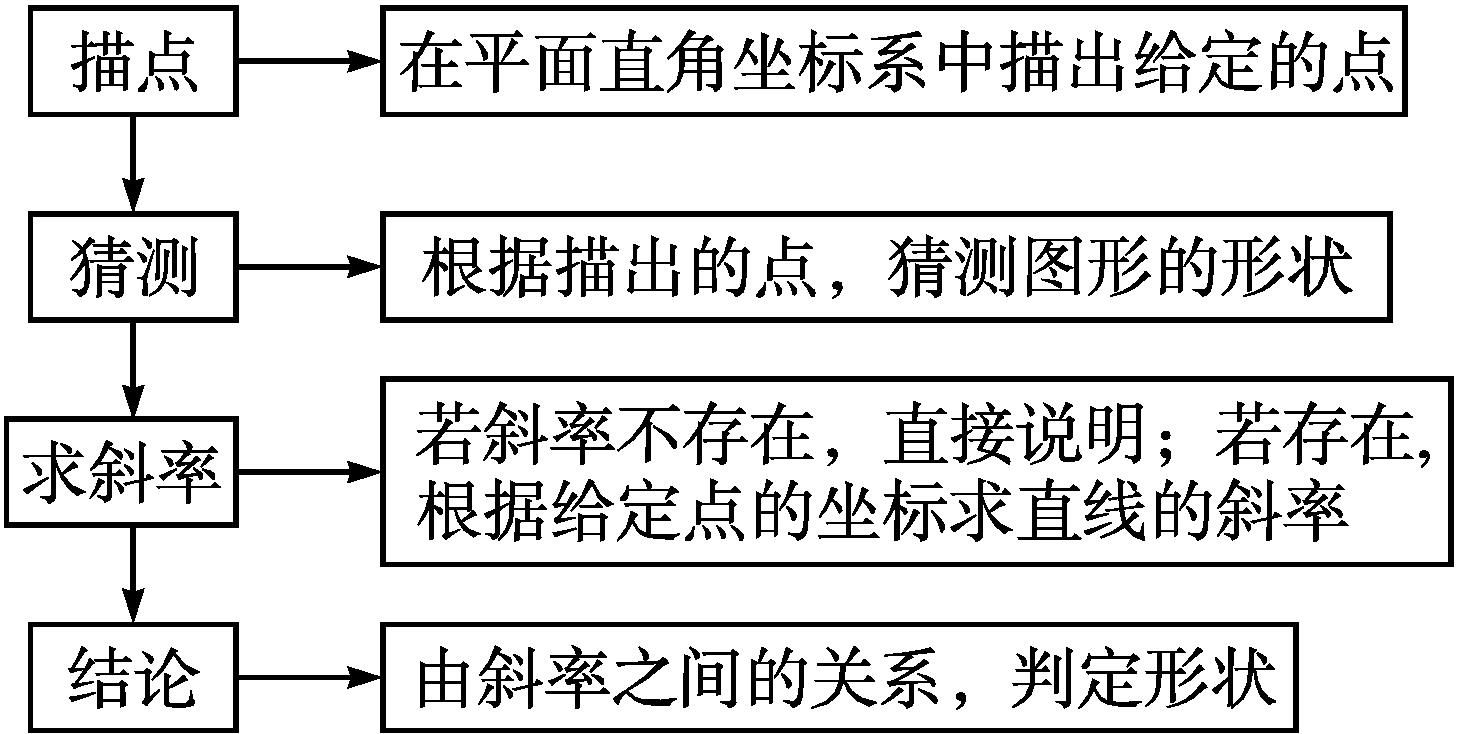 描点
在平面直角坐标系中描出给定的点
猜测
根据描出的点，猜测图形的形状
求斜率
若斜率不存在，直接说明；若存在，
根据给定点的坐标求直线的斜率
结论
由斜率之间的关系，判定形状